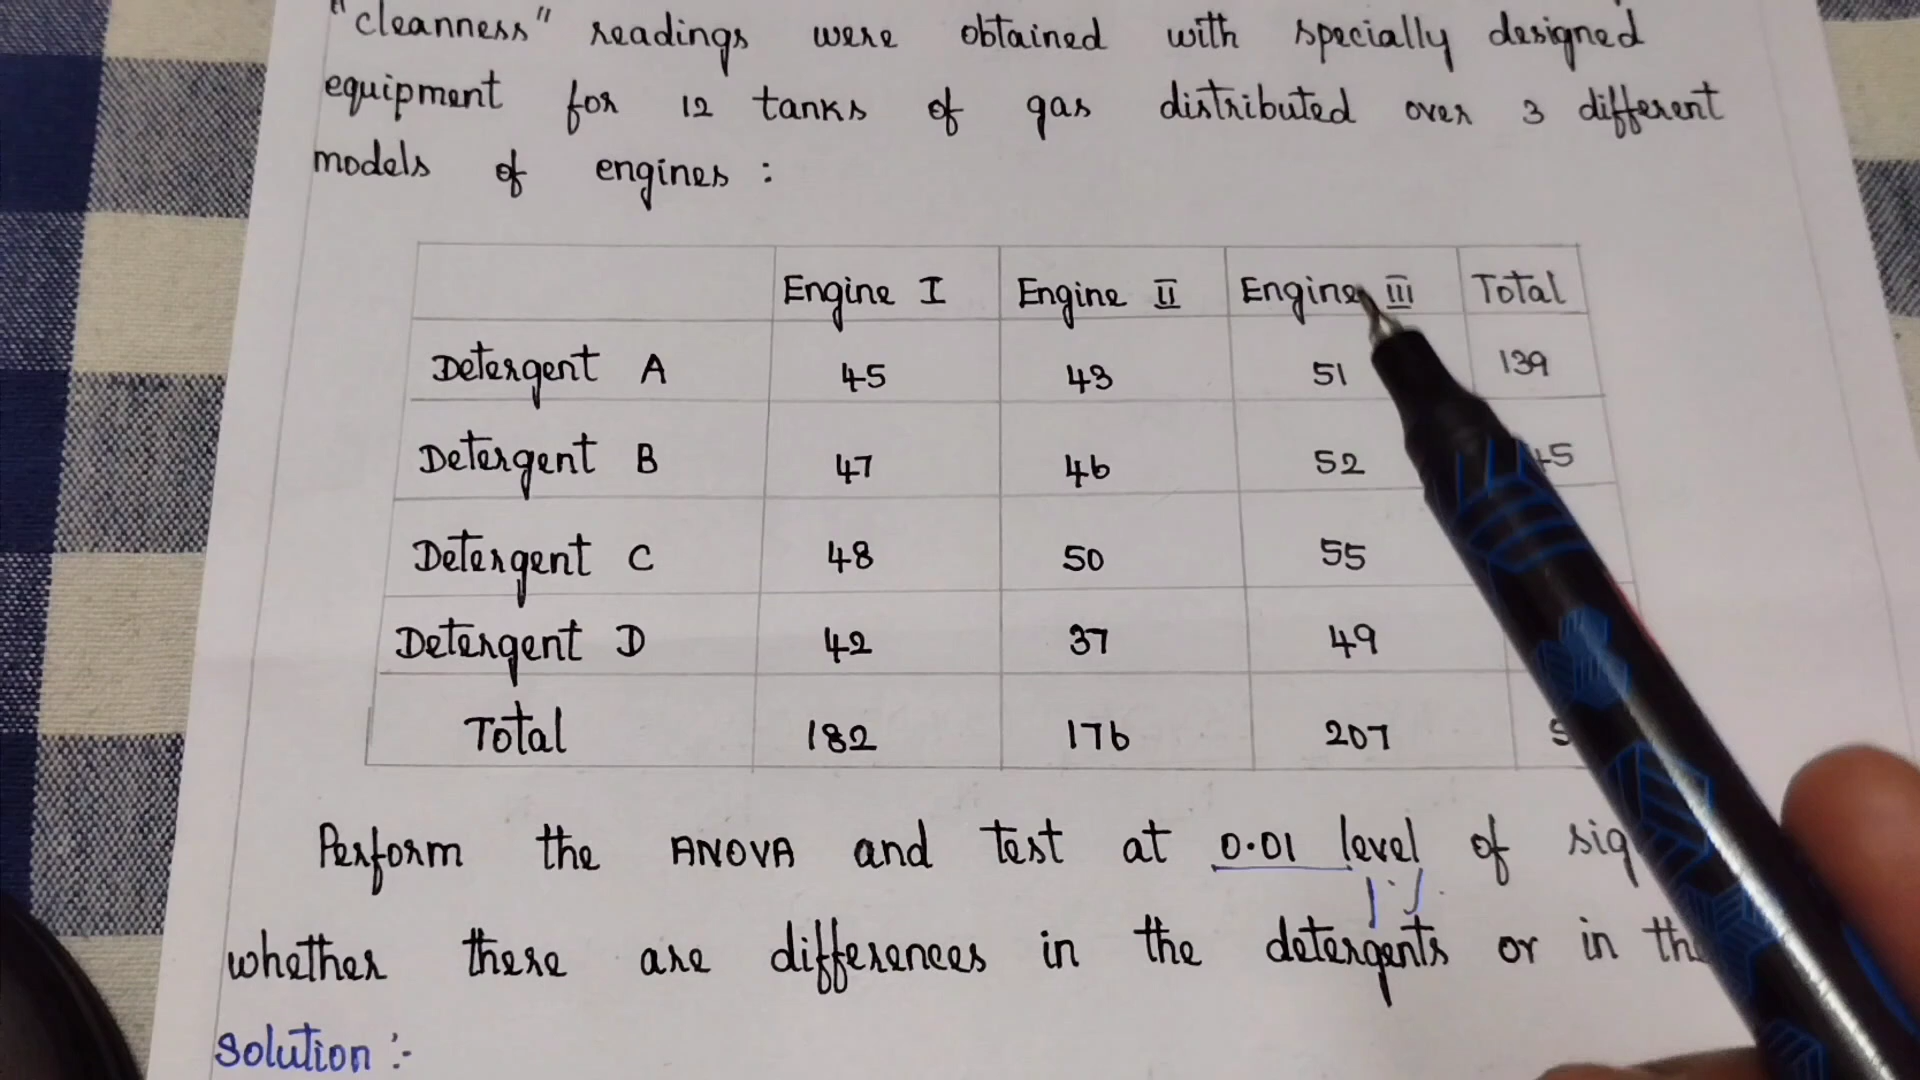 "cleanness" readings were obtained with specially designed
equipment for 12 tanks of gas distributed over 3 different
models of engines :
Engine I Engine II Engine III Total
Detergent A 45 43 51 139
Detergent B 47 46 52
Detergent C 48 50 55
Detergent D 42 37 49
Total 182 176 207
Perform the ANOVA and test at 0.01 level of
1%.
whether there are differences in the detergents or in
Solution :-